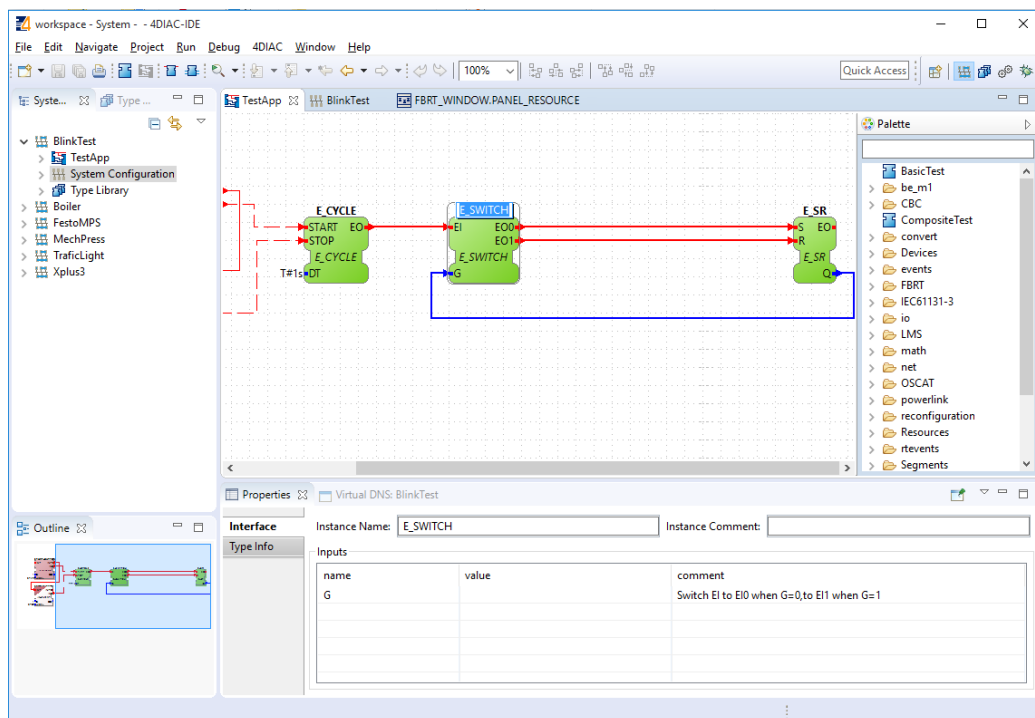 workspace - System - - 4DIAC-IDE
File Edit Navigate Project Run Debug 4DIAC Window Help
100%
Quick Access
Syste...
Type ...
BlinkTest
TestApp
System Configuration
Type Library
Boiler
FestoMPS
MechPress
TraficLight
Xplus3
TestApp
BlinkTest
FBRT_WINDOW.PANEL_RESOURCE
E_CYCLE
START EO
STOP
E_CYCLE
T#1s DT
E_SWITCH
EI EO0
EO1
E_SWITCH
G
E_SR
S EO
R
E_SR
Q
Palette
BasicTest
be_m1
CBC
CompositeTest
convert
Devices
events
FBRT
IEC61131-3
io
LMS
math
net
OSCAT
powerlink
reconfiguration
Resources
rtevents
Segments
Outline
Properties
Virtual DNS: BlinkTest
Interface
Type Info
Instance Name: E_SWITCH
Instance Comment:
Inputs
name value comment
G Switch EI to EI0 when G=0,to EI1 when G=1